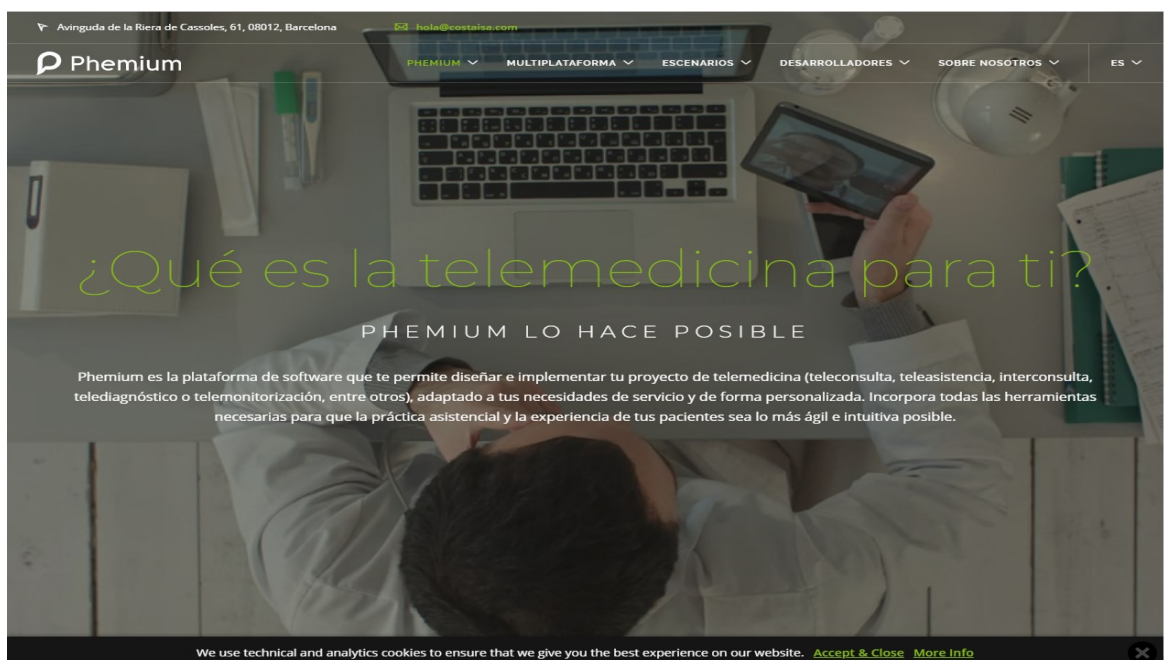 Avinguda de la Riera de Cassoles, 61, 08012, Barcelona
hola@costaisa.com
Phemium
PHEMIUM
MULTIPLATAFORMA
ESCENARIOS
DESARROLLADORES
SOBRE NOSOTROS
ES
¿Qué es la telemedicina para ti?
PHEMIUM LO HACE POSIBLE
Phemium es la plataforma de software que te permite diseñar e implementar tu proyecto de telemedicina (teleconsulta, teleasistencia, interconsulta,
telediagnóstico o telemonitorización, entre otros), adaptado a tus necesidades de servicio y de forma personalizada. Incorpora todas las herramientas
necesarias para que la práctica asistencial y la experiencia de tus pacientes sea lo más ágil e intuitiva posible.
We use technical and analytics cookies to ensure that we give you the best experience on our website. Accept & Close More Info